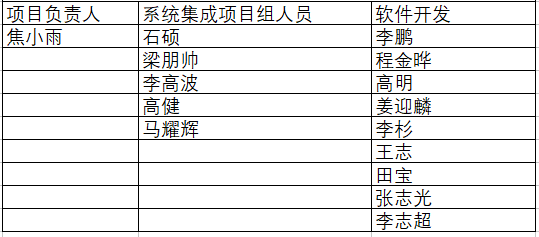 项目负责人 系统集成项目组人员 软件开发
焦小雨 石硕 李鹏
梁朋帅 程金晔
李高波 高明
高健 姜迎麟
马耀辉 李杉
王志
田宝
张志光
李志超